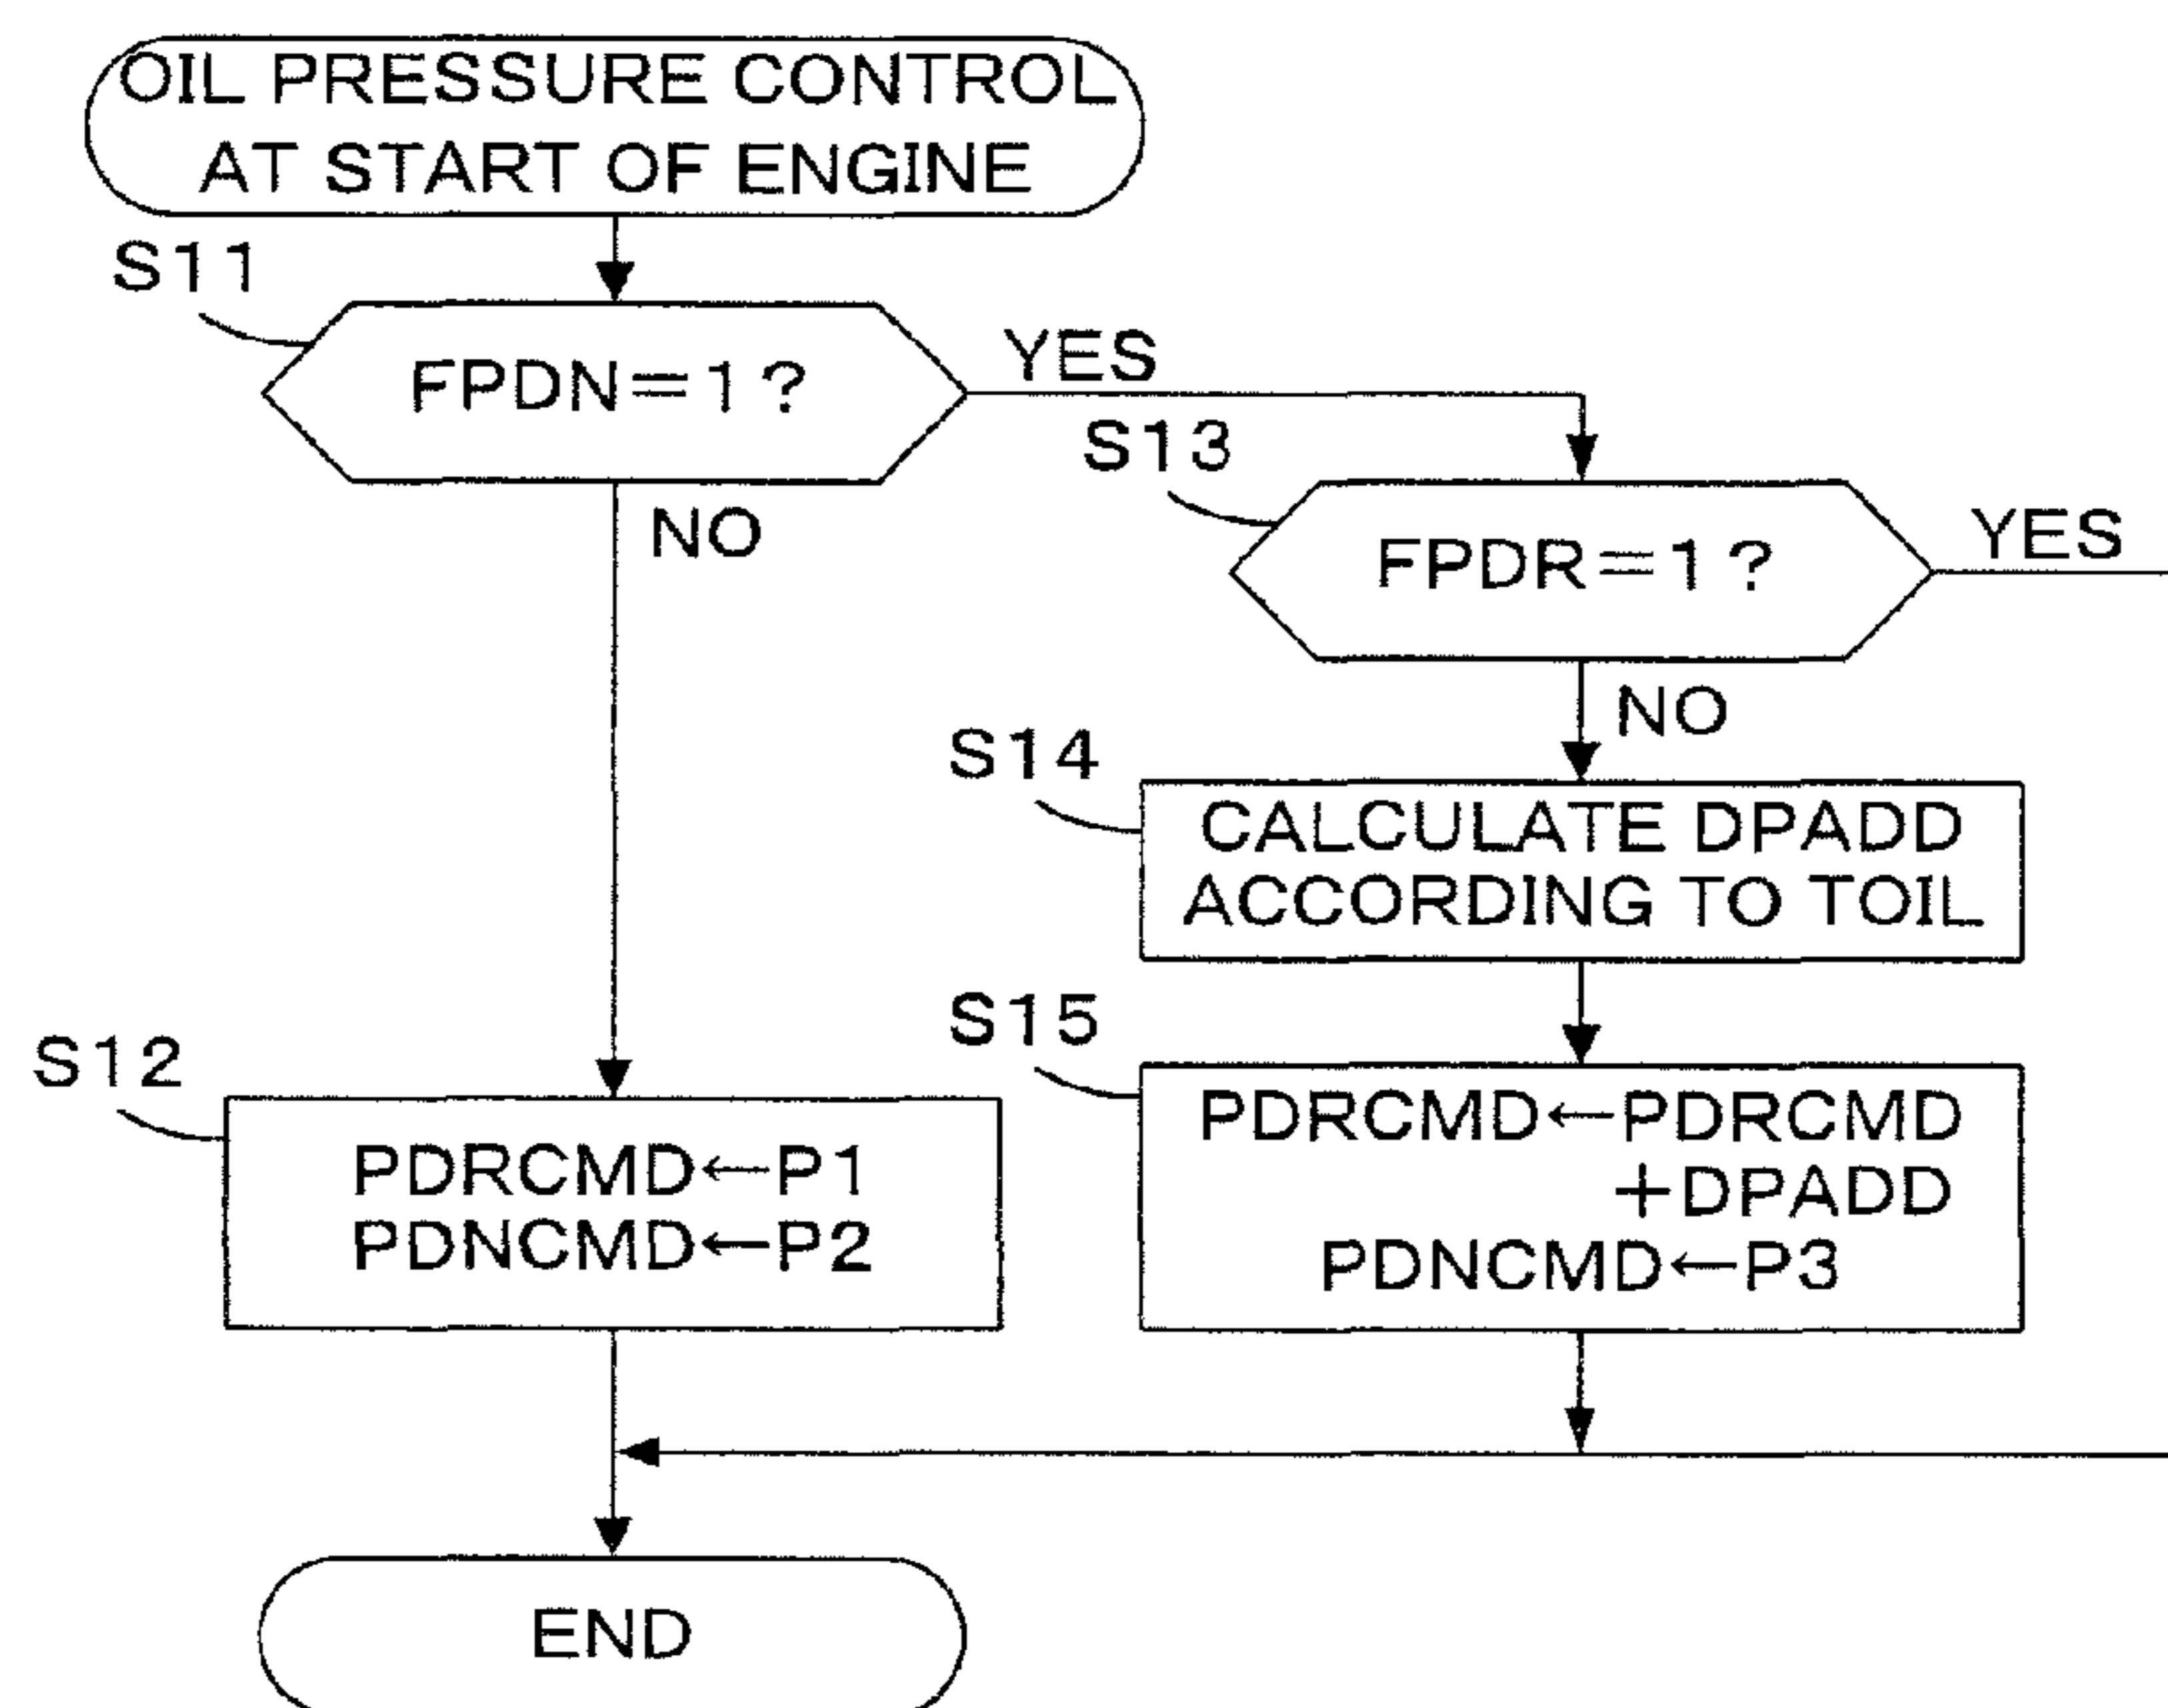 OIL PRESSURE CONTROL
AT START OF ENGINE
S11
FPDN=1?
YES
NO
S13
FPDR=1?
YES
NO
S14
CALCULATE DPADD
ACCORDING TO TOIL
S15
PDRCMD←PDRCMD
+DPADD
PDNCMD←P3
S12
PDRCMD←P1
PDNCMD←P2
END